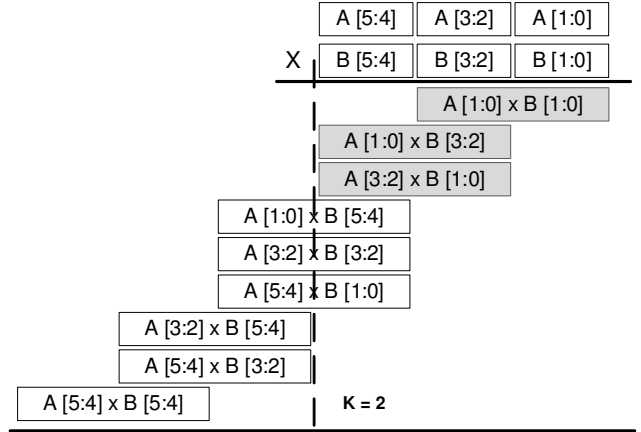 A [5:4] A [3:2] A [1:0]
X B [5:4] B [3:2] B [1:0]
A [1:0] x B [1:0]
A [1:0] x B [3:2]
A [3:2] x B [1:0]
A [1:0] x B [5:4]
A [3:2] x B [3:2]
A [5:4] x B [1:0]
A [3:2] x B [5:4]
A [5:4] x B [3:2]
A [5:4] x B [5:4] K = 2